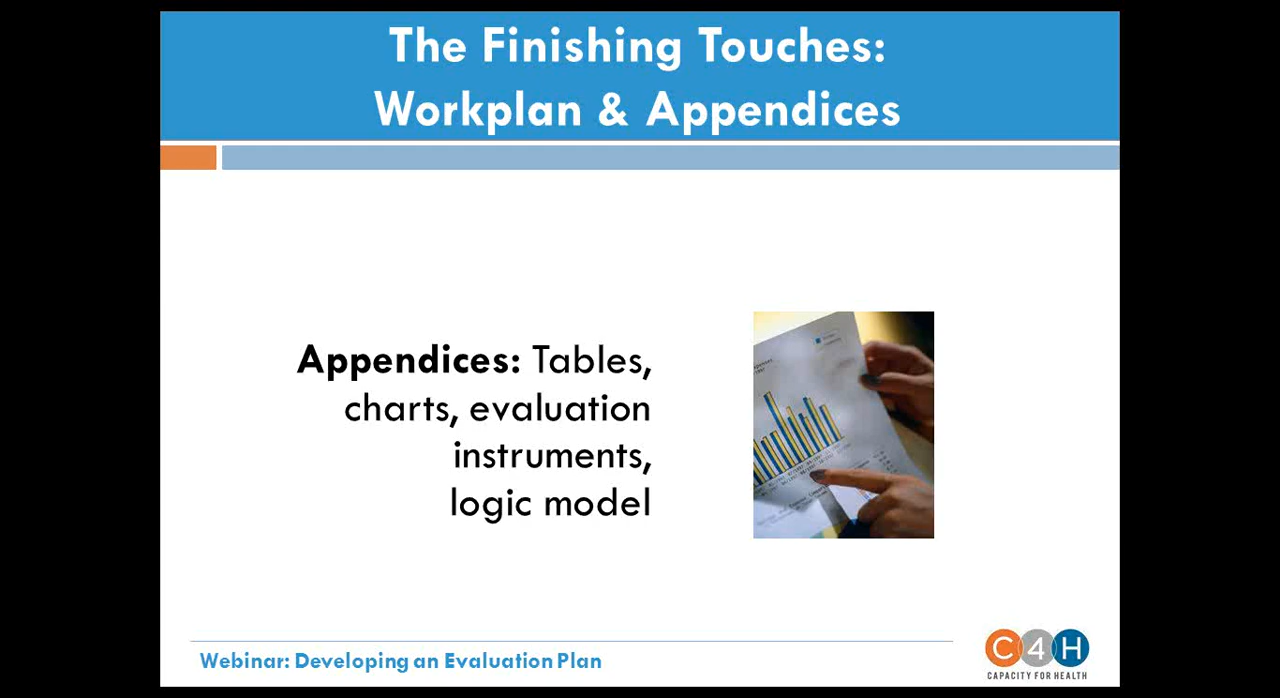 The Finishing Touches:
Workplan & Appendices
Appendices: Tables,
charts, evaluation
instruments,
logic model
Webinar: Developing an Evaluation Plan
C4H
CAPACITY FOR HEALTH